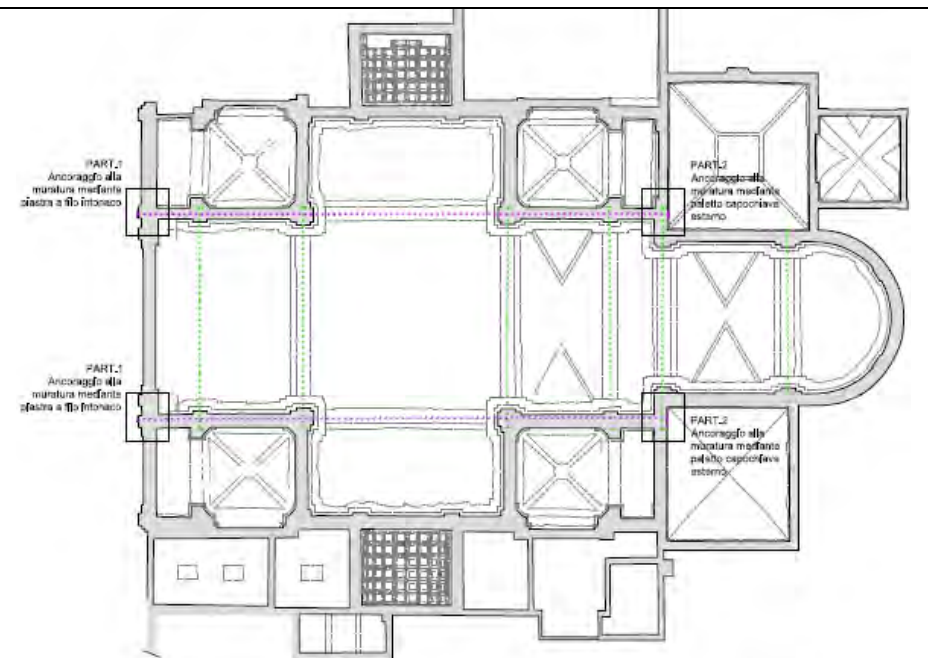 PART.1
Ancoraggio alla
muratura mediante
piastra a filo intonaco
PART.2
Ancoraggio alla
muratura mediante
paletto capochiave
esterno
PART.1
Ancoraggio alla
muratura mediante
piastra a filo intonaco
PART.2
Ancoraggio alla
muratura mediante
paletto capochiave
esterno